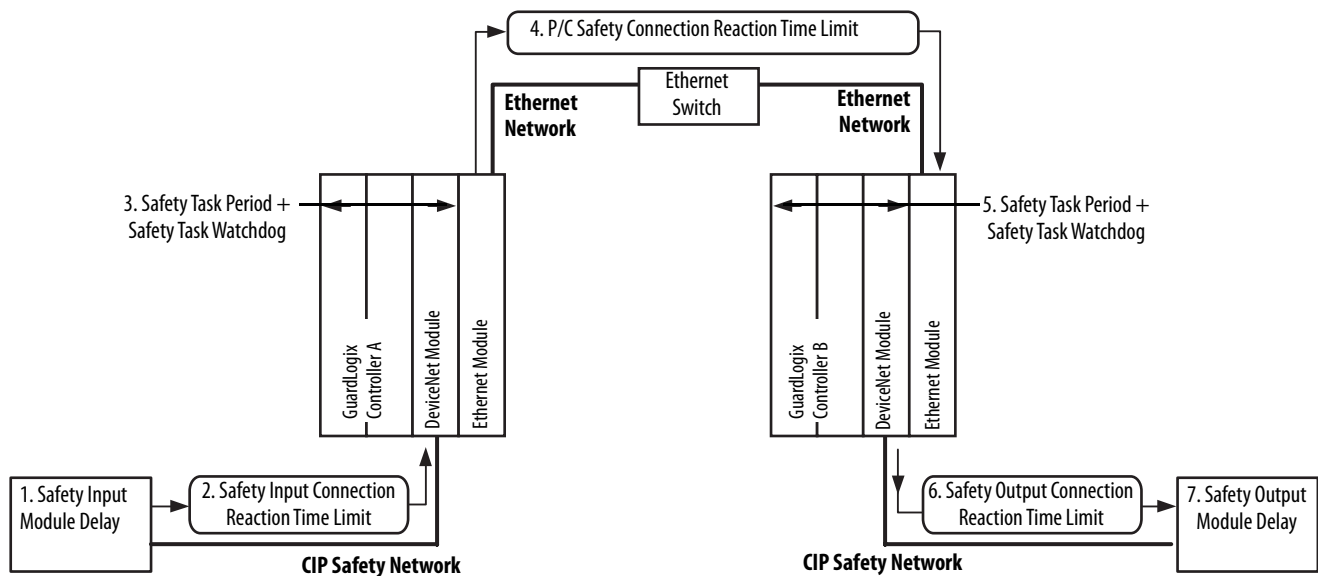 4. P/C Safety Connection Reaction Time Limit
Ethernet
Switch
Ethernet
Network
Ethernet
Network
3. Safety Task Period +
Safety Task Watchdog
5. Safety Task Period +
Safety Task Watchdog
GuardLogix
Controller A
DeviceNet Module
Ethernet Module
GuardLogix
Controller B
DeviceNet Module
Ethernet Module
1. Safety Input
Module Delay
2. Safety Input Connection
Reaction Time Limit
6. Safety Output Connection
Reaction Time Limit
7. Safety Output
Module Delay
CIP Safety Network
CIP Safety Network